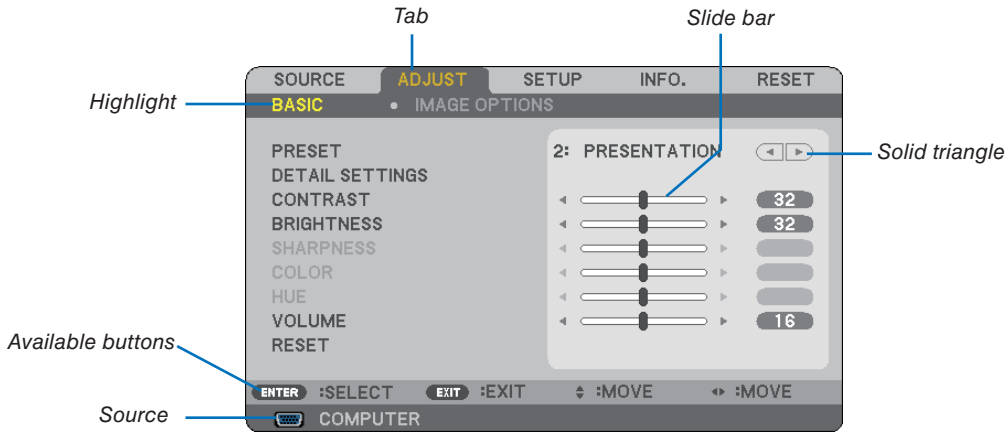 Tab
Slide bar
SOURCE ADJUST SETUP INFO. RESET
Highlight
BASIC • IMAGE OPTIONS
PRESET 2: PRESENTATION
Solid triangle
DETAIL SETTINGS
CONTRAST 32
BRIGHTNESS 32
SHARPNESS
COLOR
HUE
VOLUME 16
Available buttons
RESET
ENTER :SELECT EXIT :EXIT :MOVE :MOVE
Source
COMPUTER